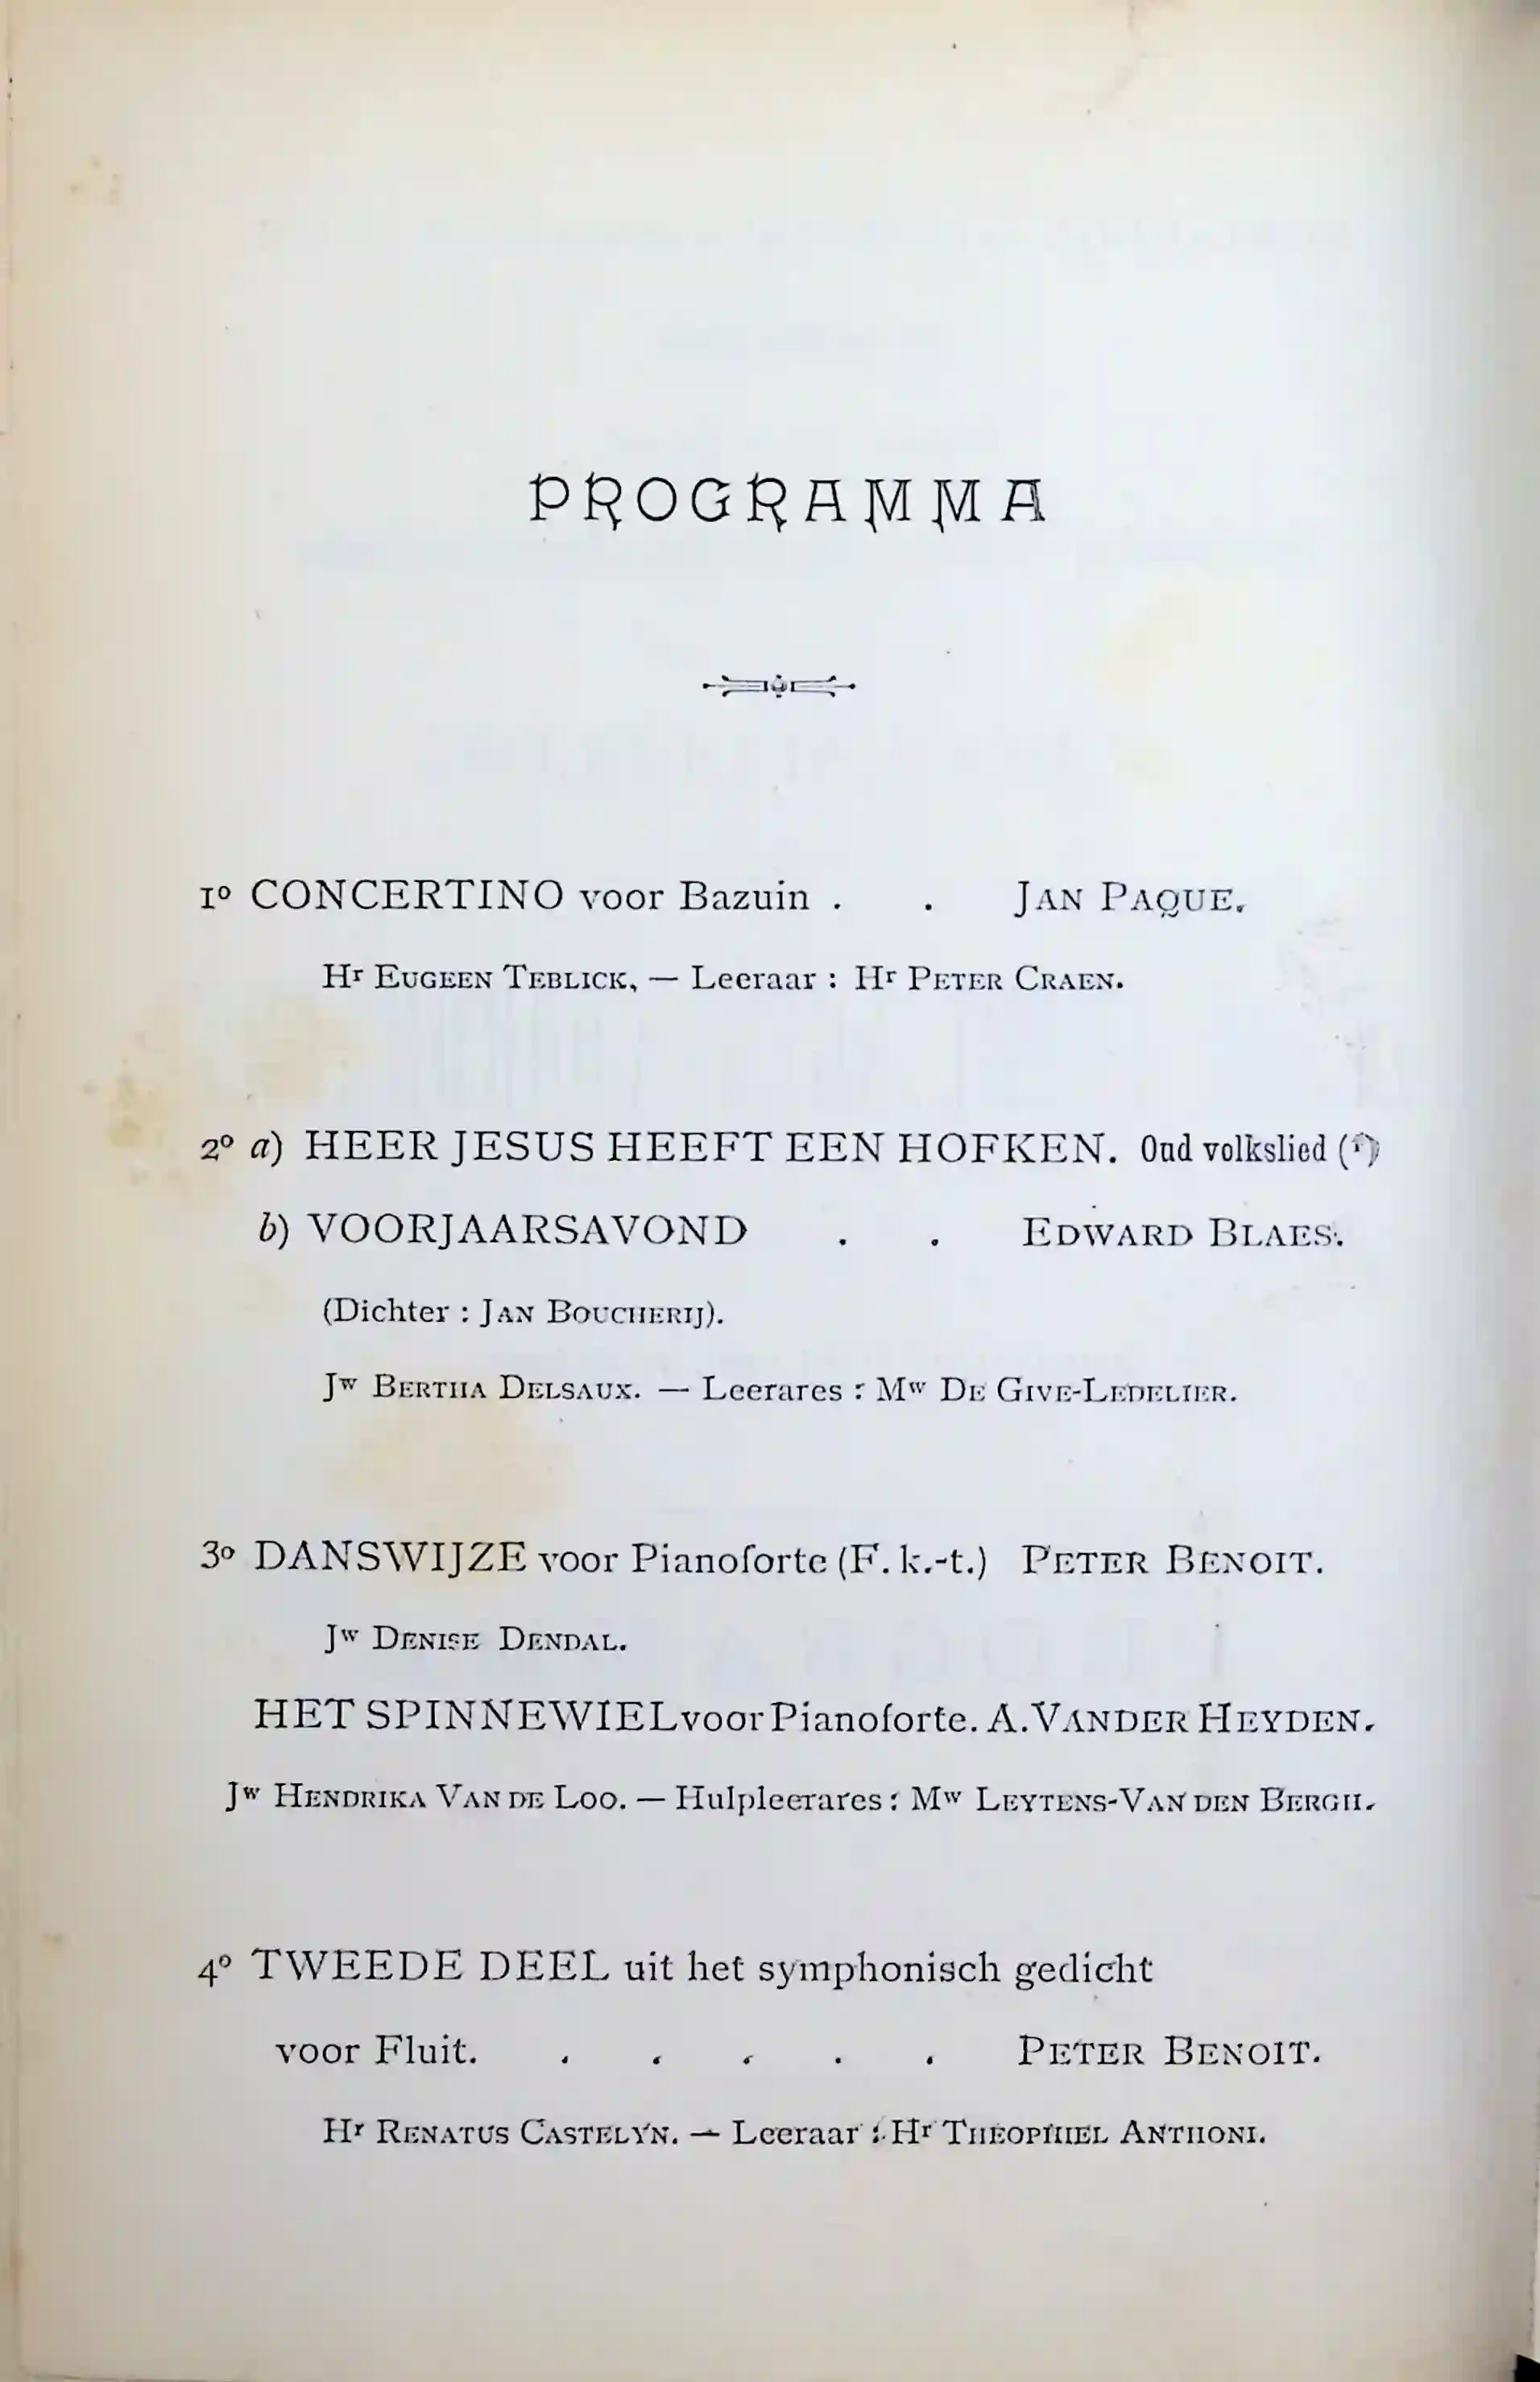 PROGRAMMA
1º CONCERTINO voor Bazuin . . JAN PAQUE.
Hr EUGEEN TEBLICK, — Leeraar : Hr PETER CRAEN.
2º a) HEER JESUS HEEFT EEN HOFKEN. Oud volkslied (1)
b) VOORJAARSAVOND . . EDWARD BLAES.
(Dichter : JAN BOUCHERIJ).
Jw BERTHA DELSAUX. — Leerares : Mw DE GIVE-LEDELIER.
3º DANSWIJZE voor Pianoforte (F. k.-t.) PETER BENOIT.
Jw DENISE DENDAL.
HET SPINNEWIEL voor Pianoforte. A. VANDER HEYDEN.
Jw HENDRIKA VAN DE LOO. — Hulpleerares : Mw LEYTENS-VAN DEN BERGH.
4º TWEEDE DEEL uit het symphonisch gedicht
voor Fluit. . . . . . PETER BENOIT.
Hr RENATUS CASTELYN. — Leeraar : Hr THEOPHIEL ANTHONI.